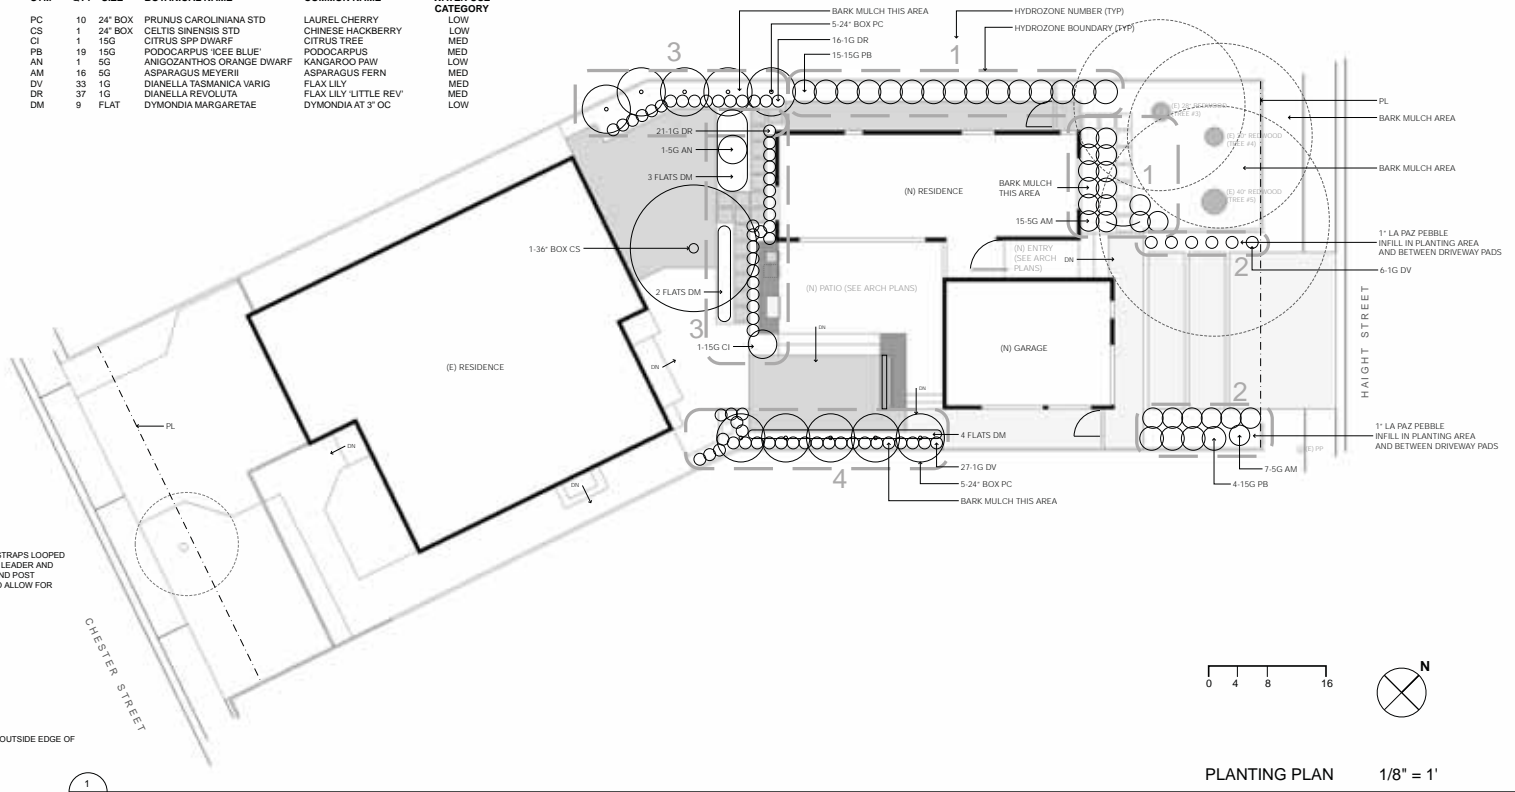 CATEGORY
PC 10 24" BOX PRUNUS CAROLINIANA STD LAUREL CHERRY LOW
CS 1 24" BOX CELTIS SINENSIS STD CHINESE HACKBERRY LOW
CI 1 15G CITRUS SPP DWARF CITRUS TREE MED
PB 19 15G PODOCARPUS 'ICEE BLUE' PODOCARPUS MED
AN 1 5G ANIGOZANTHOS ORANGE DWARF KANGAROO PAW LOW
AM 16 5G ASPARAGUS MEYERII ASPARAGUS FERN MED
DV 33 1G DIANELLA TASMANICA VARIG FLAX LILY MED
DR 37 1G DIANELLA REVOLUTA FLAX LILY 'LITTLE REV' MED
DM 9 FLAT DYMONDIA MARGARETAE DYMONDIA AT 3" OC LOW
BARK MULCH THIS AREA
5-24" BOX PC
16-1G DR
15-15G PB
HYDROZONE NUMBER (TYP)
HYDROZONE BOUNDARY (TYP)
3
1
21-1G DR
1-5G AN
3 FLATS DM
1-36" BOX CS
2 FLATS DM
3
1-15G CI
(N) RESIDENCE
BARK MULCH
THIS AREA
15-5G AM
1
(E) 28" REDWOOD
(TREE #3)
(TREE #4)
(E) 40" REDWOOD
(TREE #5)
PL
BARK MULCH AREA
BARK MULCH AREA
1" LA PAZ PEBBLE
INFILL IN PLANTING AREA
AND BETWEEN DRIVEWAY PADS
6-1G DV
2
(N) ENTRY
(SEE ARCH
PLANS)
DN
(N) PATIO (SEE ARCH PLANS)
DN
(N) GARAGE
HAIGHT STREET
(E) RESIDENCE
DN
DN
PL
DN
DN
2
1" LA PAZ PEBBLE
INFILL IN PLANTING AREA
AND BETWEEN DRIVEWAY PADS
(E) PP
7-5G AM
4-15G PB
4 FLATS DM
27-1G DV
5-24" BOX PC
BARK MULCH THIS AREA
4
STRAPS LOOPED
LEADER AND
ND POST
ALLOW FOR
CHESTER STREET
OUTSIDE EDGE OF
1
0 4 8 16
N
PLANTING PLAN 1/8" = 1'